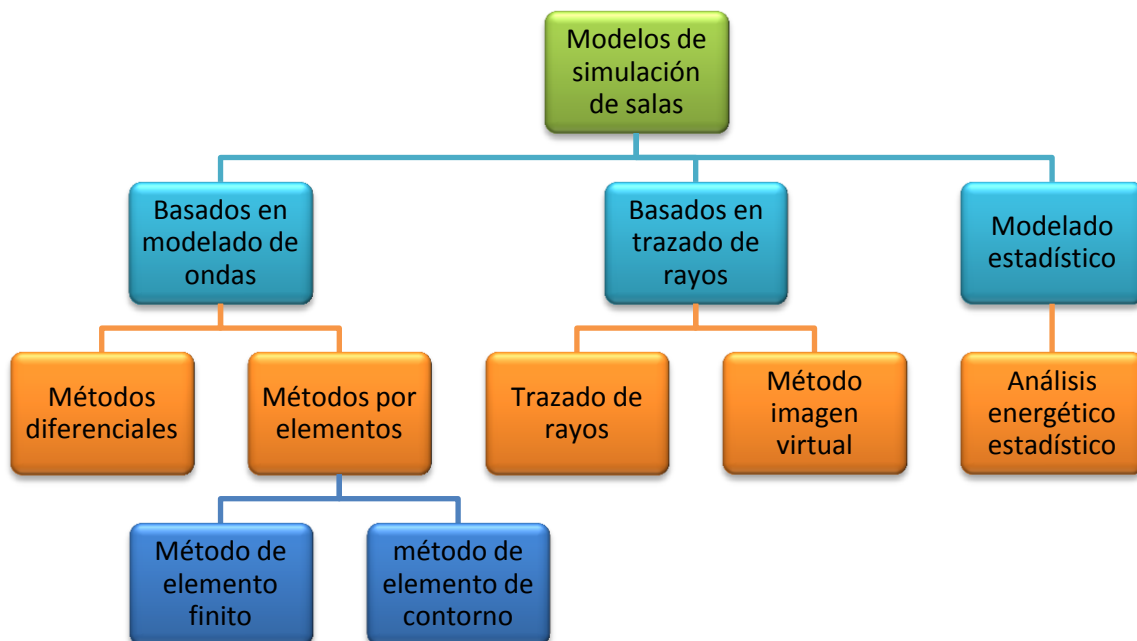 Modelos de
simulación
de salas
Basados en
modelado de
ondas
Basados en
trazado de
rayos
Modelado
estadístico
Métodos
diferenciales
Métodos por
elementos
Trazado de
rayos
Método
imagen
virtual
Análisis
energético
estadístico
Método de
elemento
finito
método de
elemento de
contorno